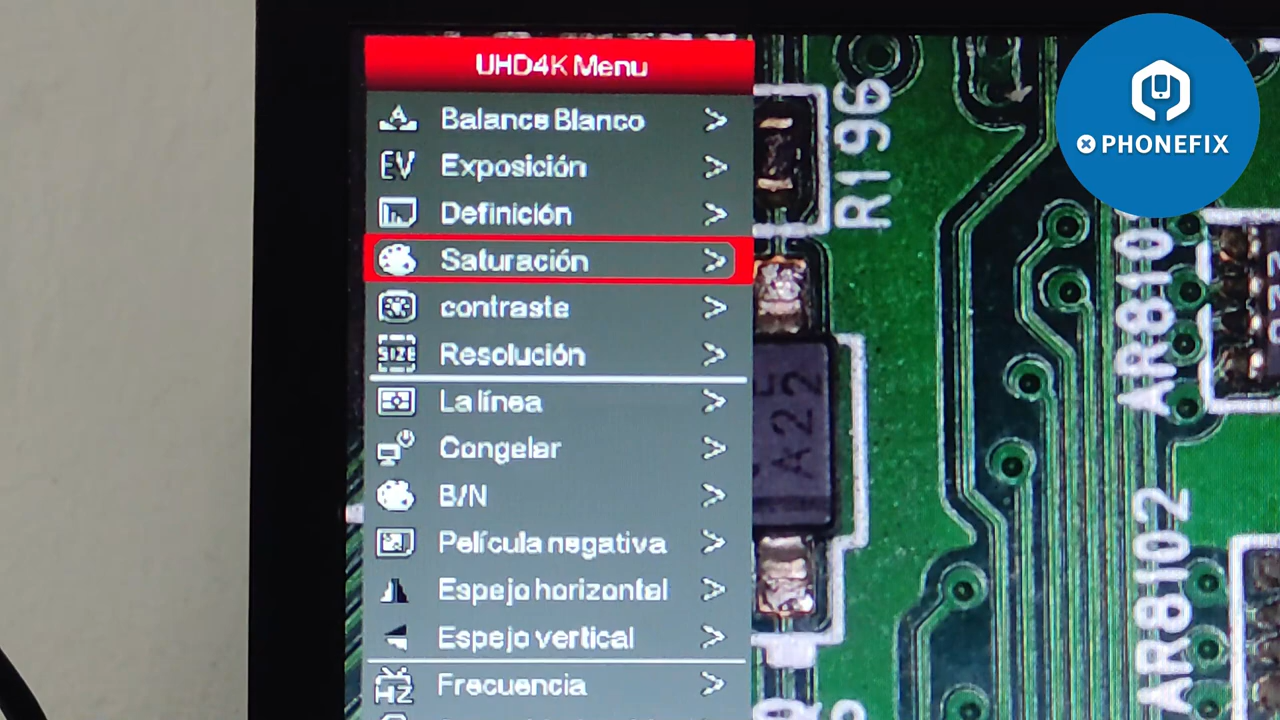 UHD4K Menu
Balance Blanco >
EV Exposición >
Definición >
Saturación >
contraste >
SIZE Resolución >
La línea >
Congelar >
B/N >
Película negativa >
Espejo horizontal >
Espejo vertical >
HZ Frecuencia >
R196
A22
AR810
AR8102
PHONEFIX